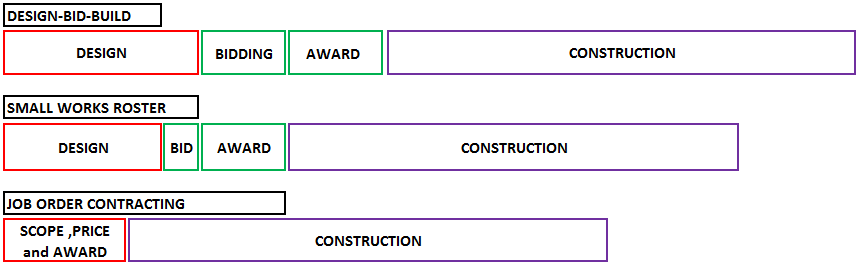 DESIGN-BID-BUILD
DESIGN
BIDDING
AWARD
CONSTRUCTION
SMALL WORKS ROSTER
DESIGN
BID
AWARD
CONSTRUCTION
JOB ORDER CONTRACTING
SCOPE ,PRICE
and AWARD
CONSTRUCTION